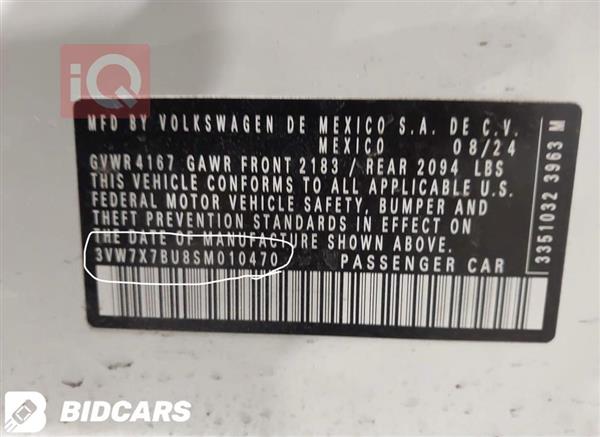 iQ
MFD BY VOLKSWAGEN DE MEXICO S.A. DE C.V.
MEXICO 08/24
GVWR 4167 GAWR FRONT 2183 / REAR 2094 LBS
THIS VEHICLE CONFORMS TO ALL APPLICABLE U.S.
FEDERAL MOTOR VEHICLE SAFETY, BUMPER AND
THEFT PREVENTION STANDARDS IN EFFECT ON
THE DATE OF MANUFACTURE SHOWN ABOVE.
3VW7X7BU8SM010470 PASSENGER CAR
3351032 3963 M
BIDCARS